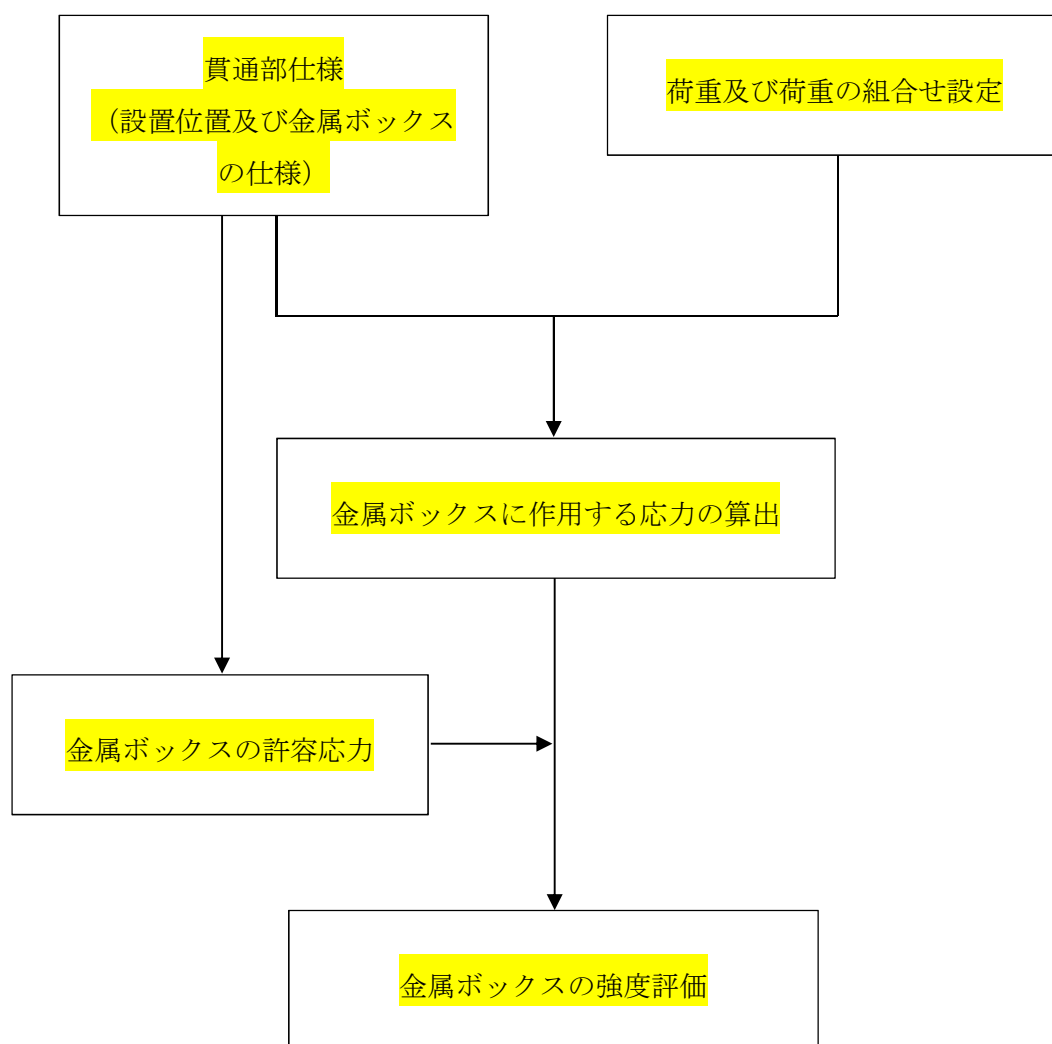 貫通部仕様
（設置位置及び金属ボックス
の仕様）
荷重及び荷重の組合せ設定
金属ボックスに作用する応力の算出
金属ボックスの許容応力
金属ボックスの強度評価